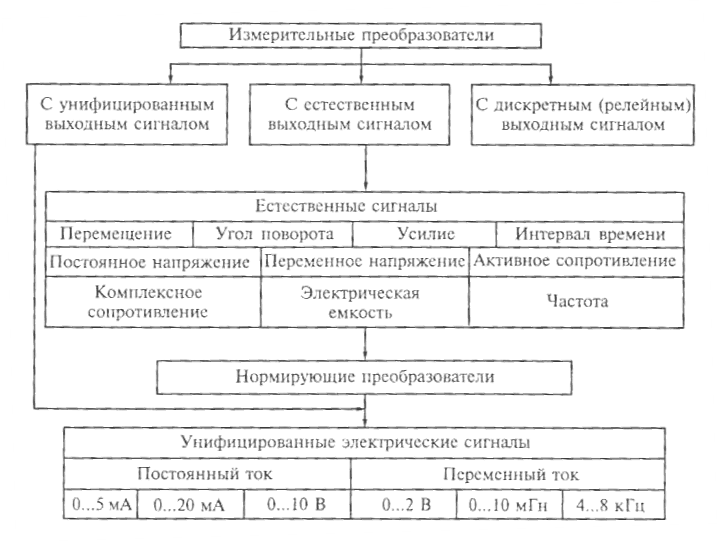 Измерительные преобразователи
С унифицированным
выходным сигналом
С естественным
выходным сигналом
С дискретным (релейным)
выходным сигналом
Естественные сигналы
Перемещение
Угол поворота
Усилие
Интервал времени
Постоянное напряжение
Переменное напряжение
Активное сопротивление
Комплексное
сопротивление
Электрическая
емкость
Частота
Нормирующие преобразователи
Унифицированные электрические сигналы
Постоянный ток
Переменный ток
0...5 мА
0...20 мА
0...10 В
0...2 В
0...10 мГн
4...8 кГц